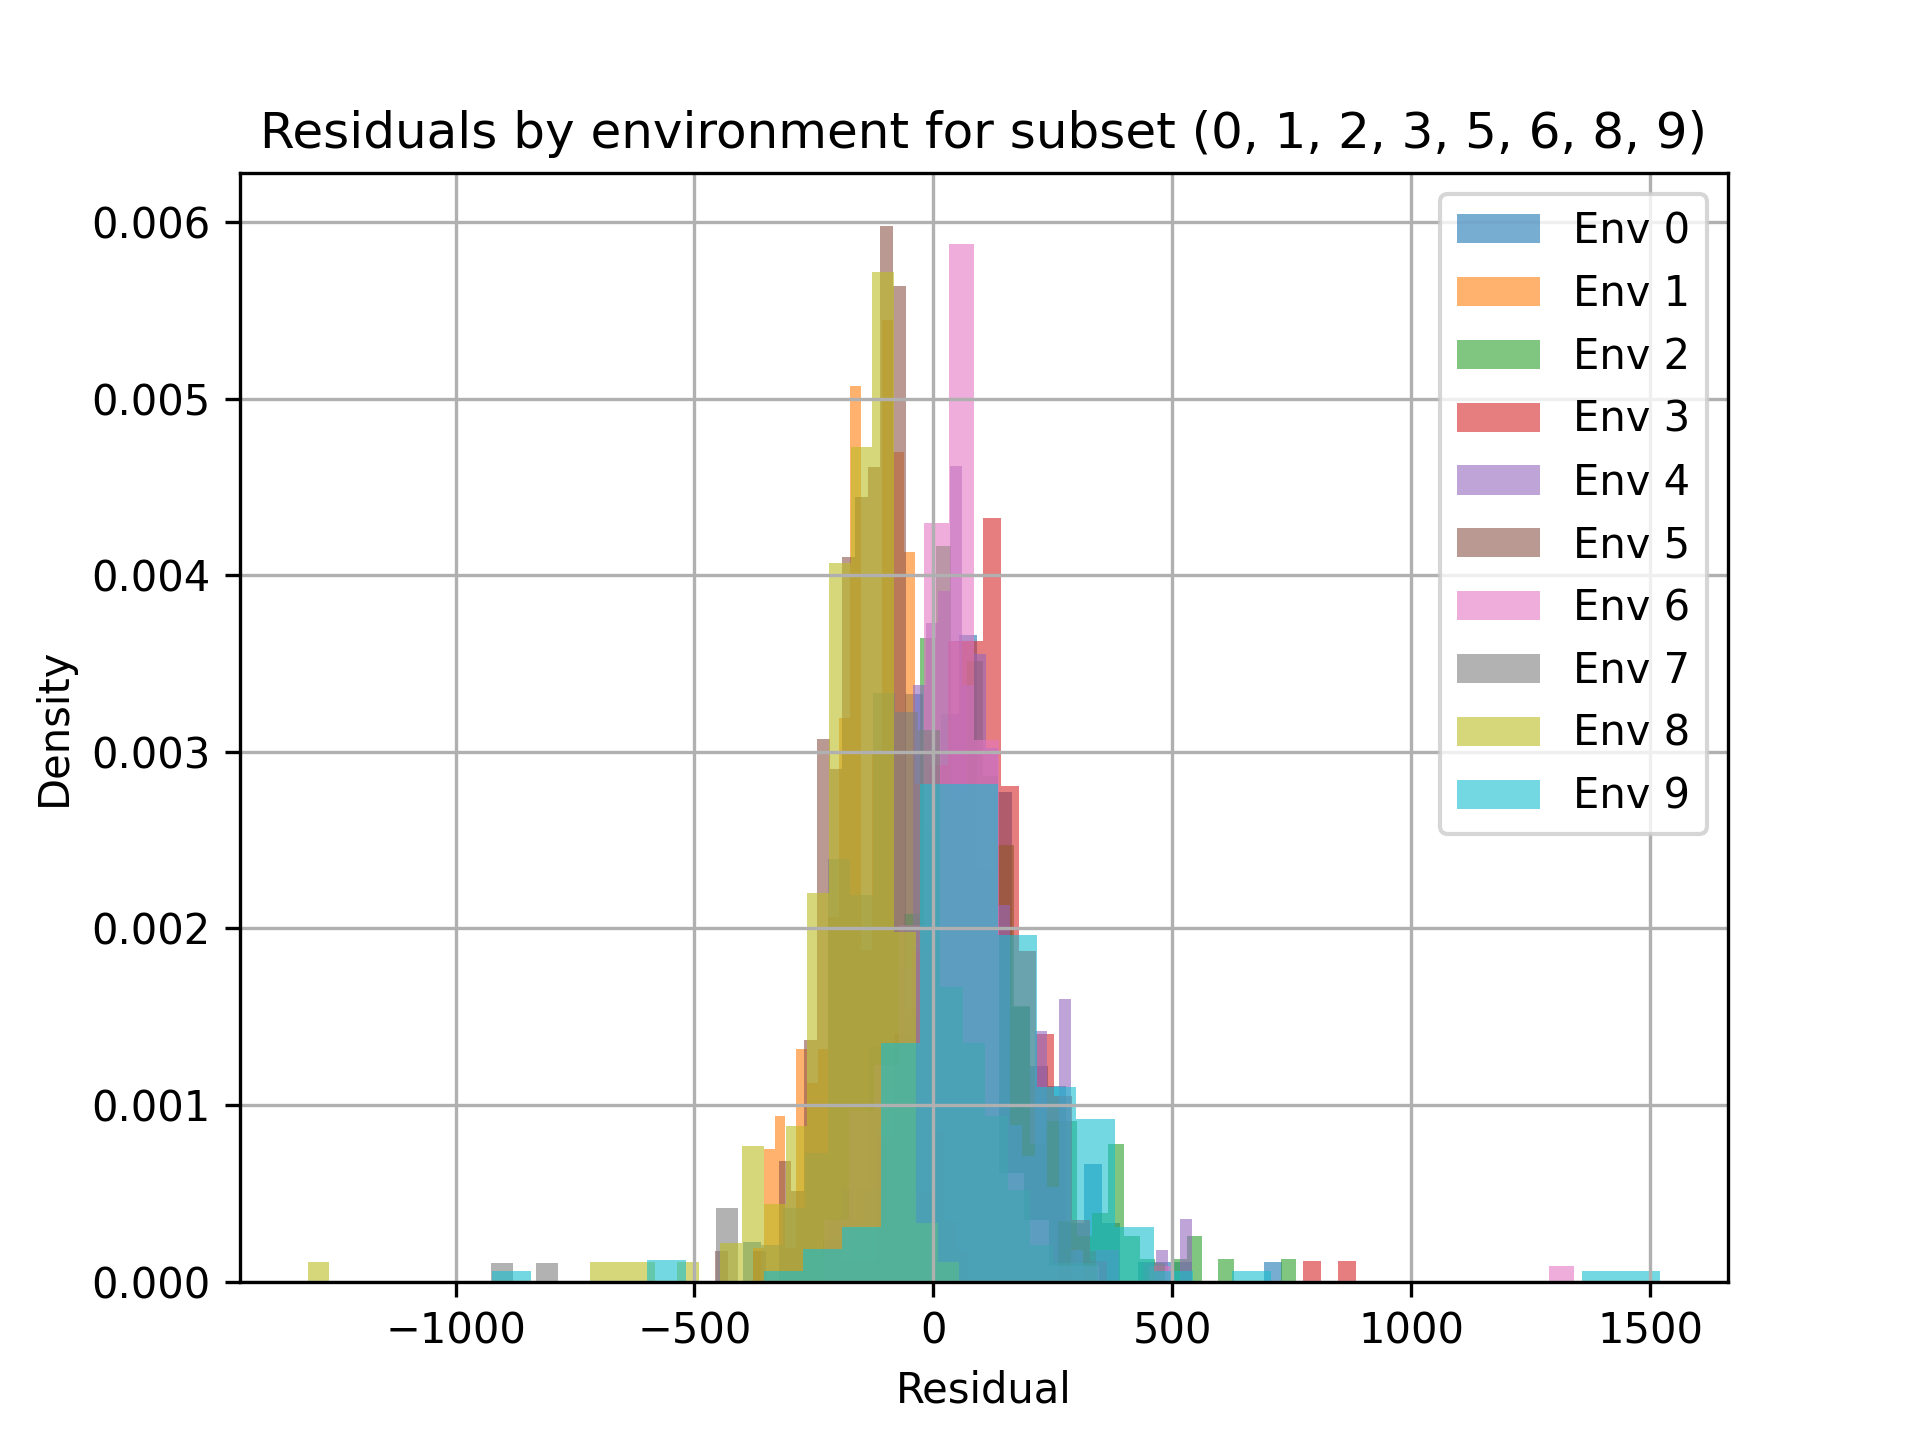 Residuals by environment for subset (0, 1, 2, 3, 5, 6, 8, 9)
Density
0.006
0.005
0.004
0.003
0.002
0.001
0.000
−1000
−500
0
500
1000
1500
Residual
Env 0
Env 1
Env 2
Env 3
Env 4
Env 5
Env 6
Env 7
Env 8
Env 9